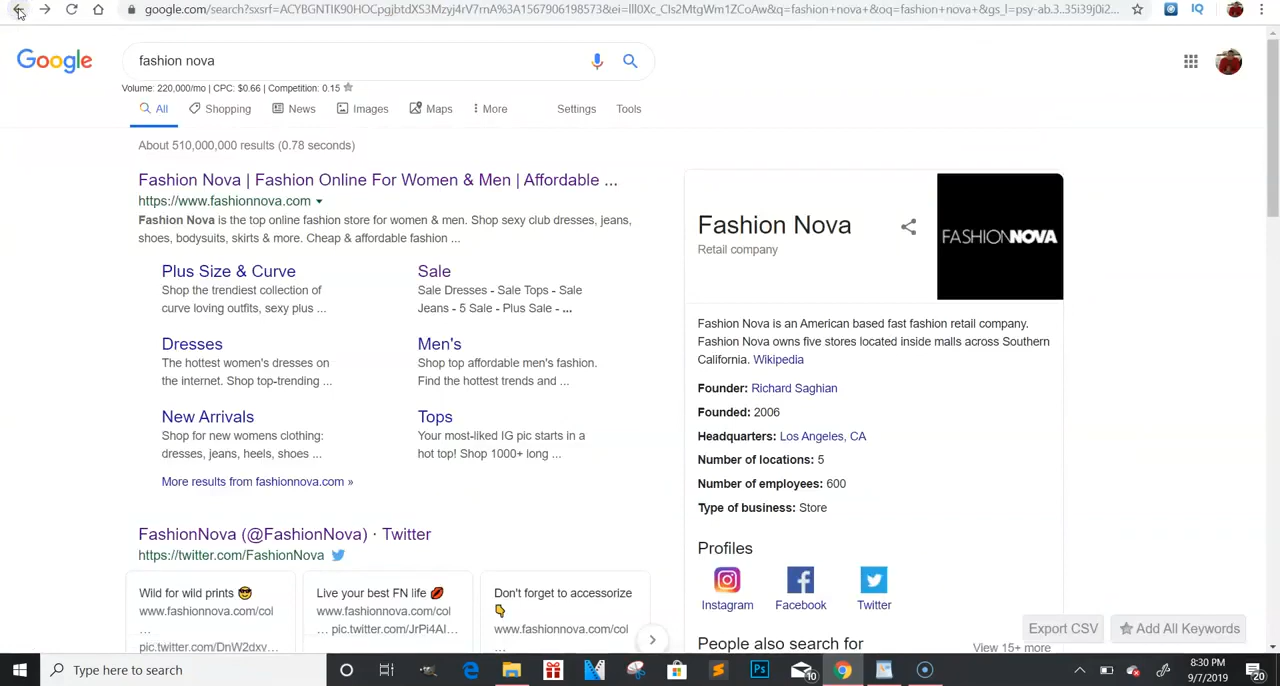 google.com/search?sxsrf=ACYBGNTIK90HOCpgjbtdXS3Mzyj4rV7rnA%3A1567906198573&ei=
fashion nova
Google
Volume: 220,000/mo | CPC: $0.66 | Competition: 0.15
All Shopping News Images Maps More Settings Tools
About 510,000,000 results (0.78 seconds)
Fashion Nova | Fashion Online For Women & Men | Affordable ...
https://www.fashionnova.com
Fashion Nova is the top online fashion store for women & men. Shop sexy club dresses, jeans,
shoes, bodysuits, skirts & more. Cheap & affordable fashion ...
Plus Size & Curve
Shop the trendiest collection of
curve loving outfits, sexy plus ...
Sale
Sale Dresses - Sale Tops - Sale
Jeans - 5 Sale - Plus Sale - ...
Dresses
The hottest women's dresses on
the internet. Shop top-trending ...
Men's
Shop top affordable men's fashion.
Find the hottest trends and ...
New Arrivals
Shop for new womens clothing:
dresses, jeans, heels, shoes ...
Tops
Your most-liked IG pic starts in a
hot top! Shop 1000+ long ...
More results from fashionnova.com »
FashionNova (@FashionNova) · Twitter
https://twitter.com/FashionNova
Wild for wild prints 😎
www.fashionnova.com/col
...
pic.twitter.com/DnW2dxv...
Live your best FN life 💋
www.fashionnova.com/col
... pic.twitter.com/JrPi4AI...
Don't forget to accessorize
👇
www.fashionnova.com/col
Fashion Nova
Retail company
FASHIONNOVA
Fashion Nova is an American based fast fashion retail company.
Fashion Nova owns five stores located inside malls across Southern
California. Wikipedia
Founder: Richard Saghian
Founded: 2006
Headquarters: Los Angeles, CA
Number of locations: 5
Number of employees: 600
Type of business: Store
Profiles
Instagram Facebook Twitter
People also search for
View 15+ more
Export CSV
Add All Keywords
Type here to search
Ps
10
8:30 PM
9/7/2019
20
IQ